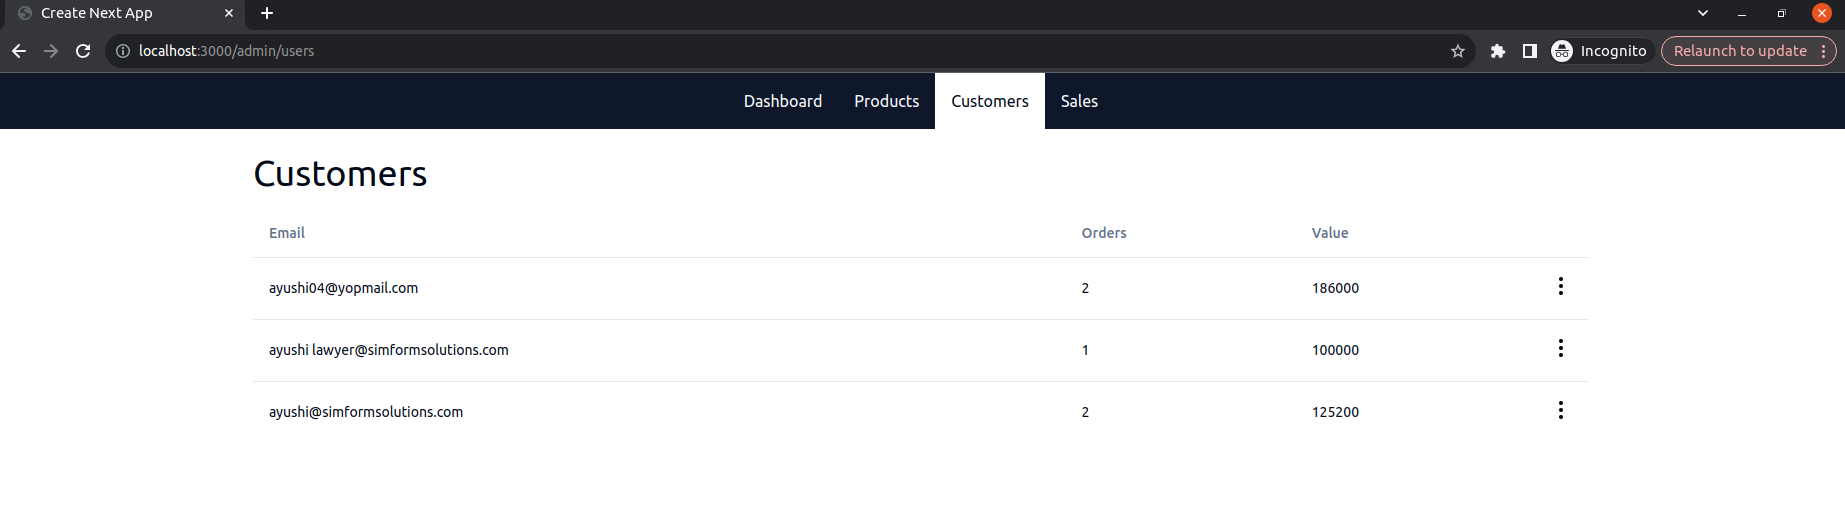 Create Next App
localhost:3000/admin/users
Incognito
Relaunch to update
Dashboard Products Customers Sales
Customers
Email Orders Value
ayushi04@yopmail.com 2 186000
ayushi lawyer@simformsolutions.com 1 100000
ayushi@simformsolutions.com 2 125200